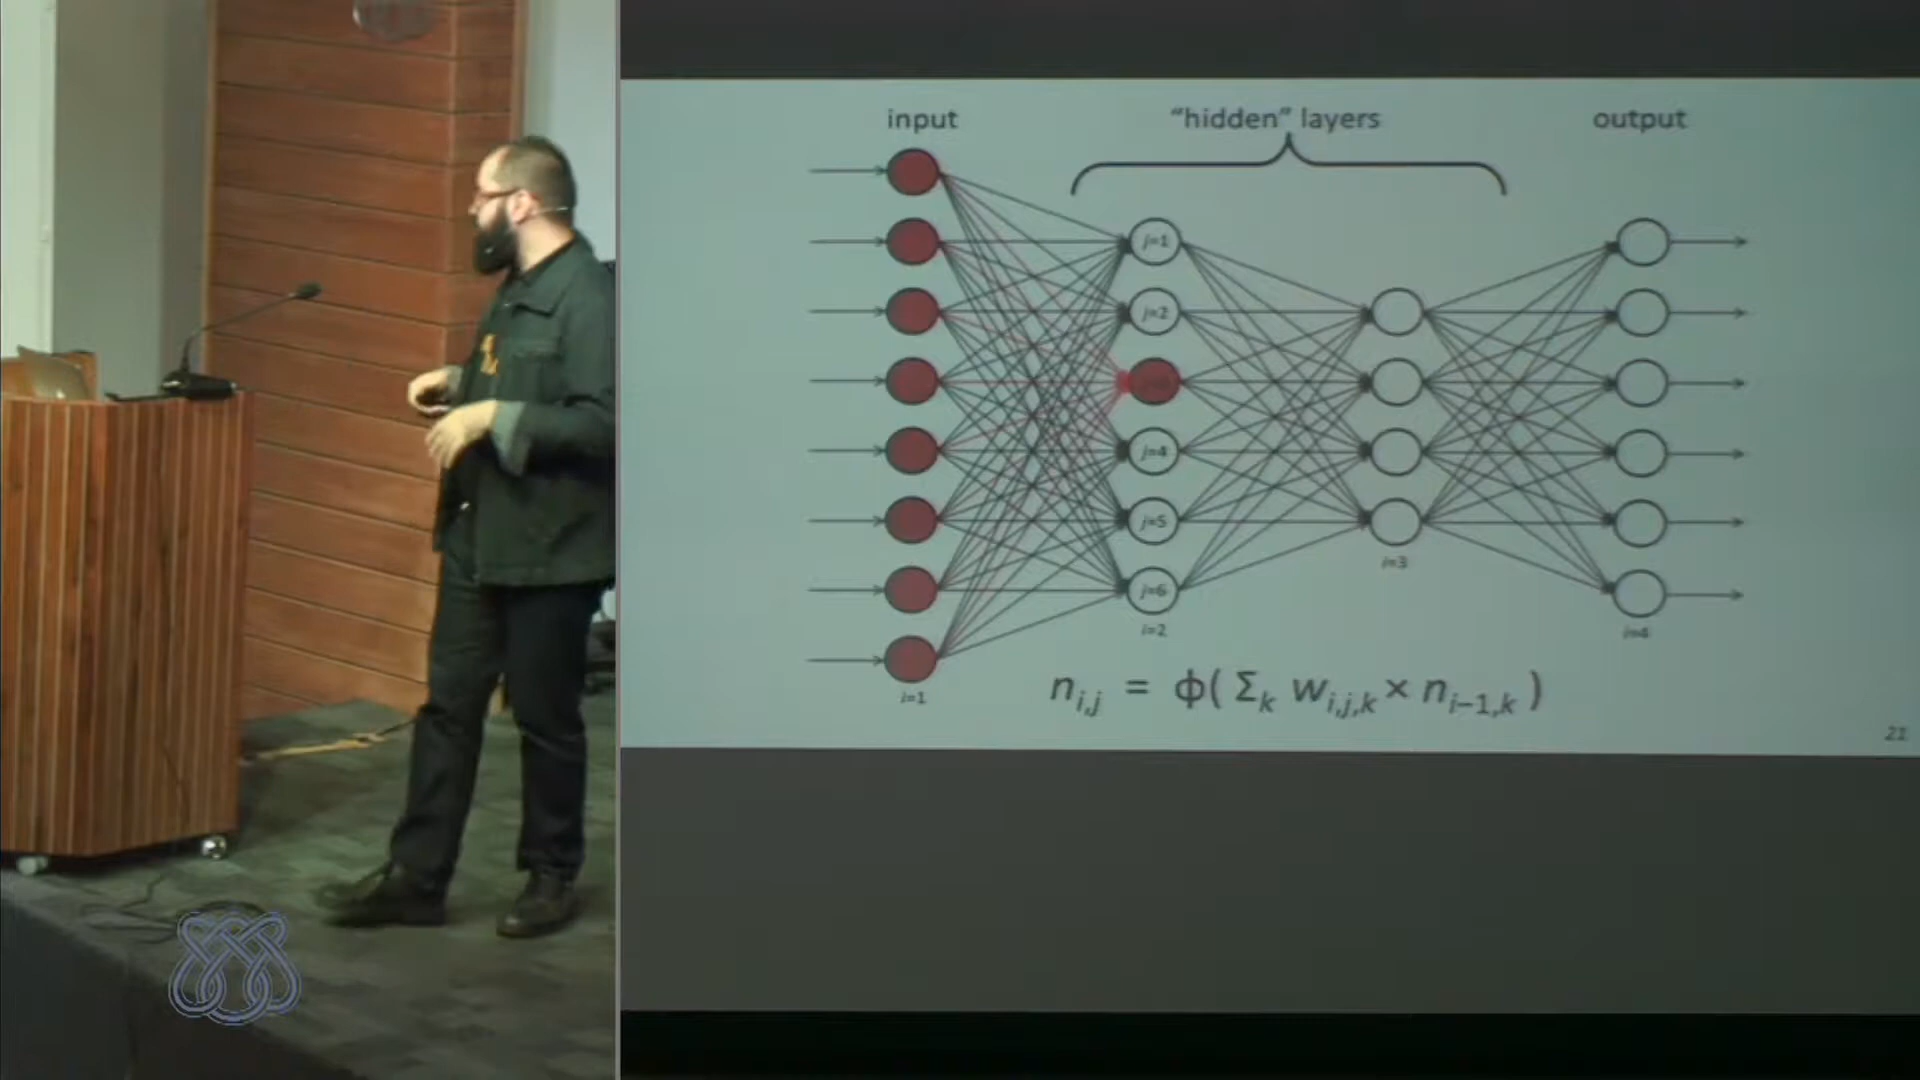 input
“hidden” layers
output
j=1
j=2
j=4
j=5
j=6
i=1
i=2
i=3
i=4
n_{i,j} = ϕ( Σ_k w_{i,j,k} × n_{i−1,k} )
21